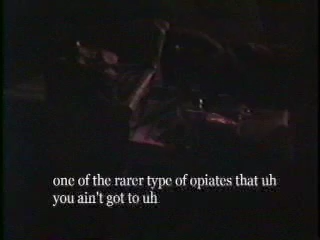 one of the rarer type of opiates that uh
you ain't got to uh